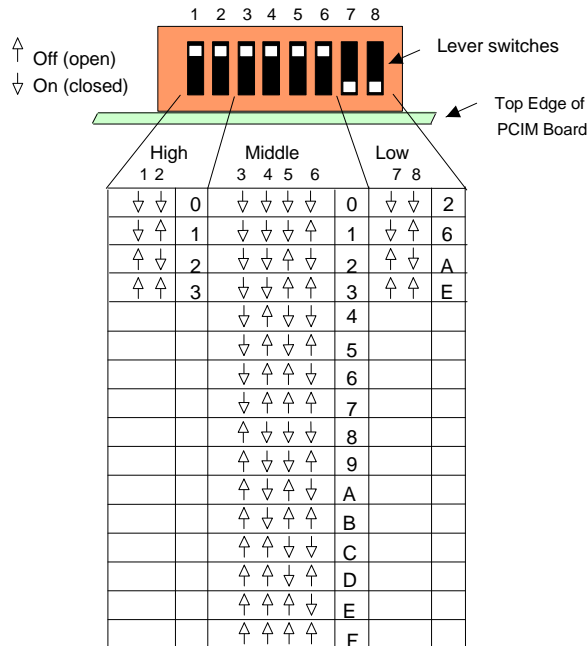 1 2 3 4 5 6 7 8
Off (open)
On (closed)
Lever switches
Top Edge of
PCIM Board
High Middle Low
1 2 3 4 5 6 7 8
0 0 2
1 1 6
2 2 A
3 3 E
4
5
6
7
8
9
A
B
C
D
E
F